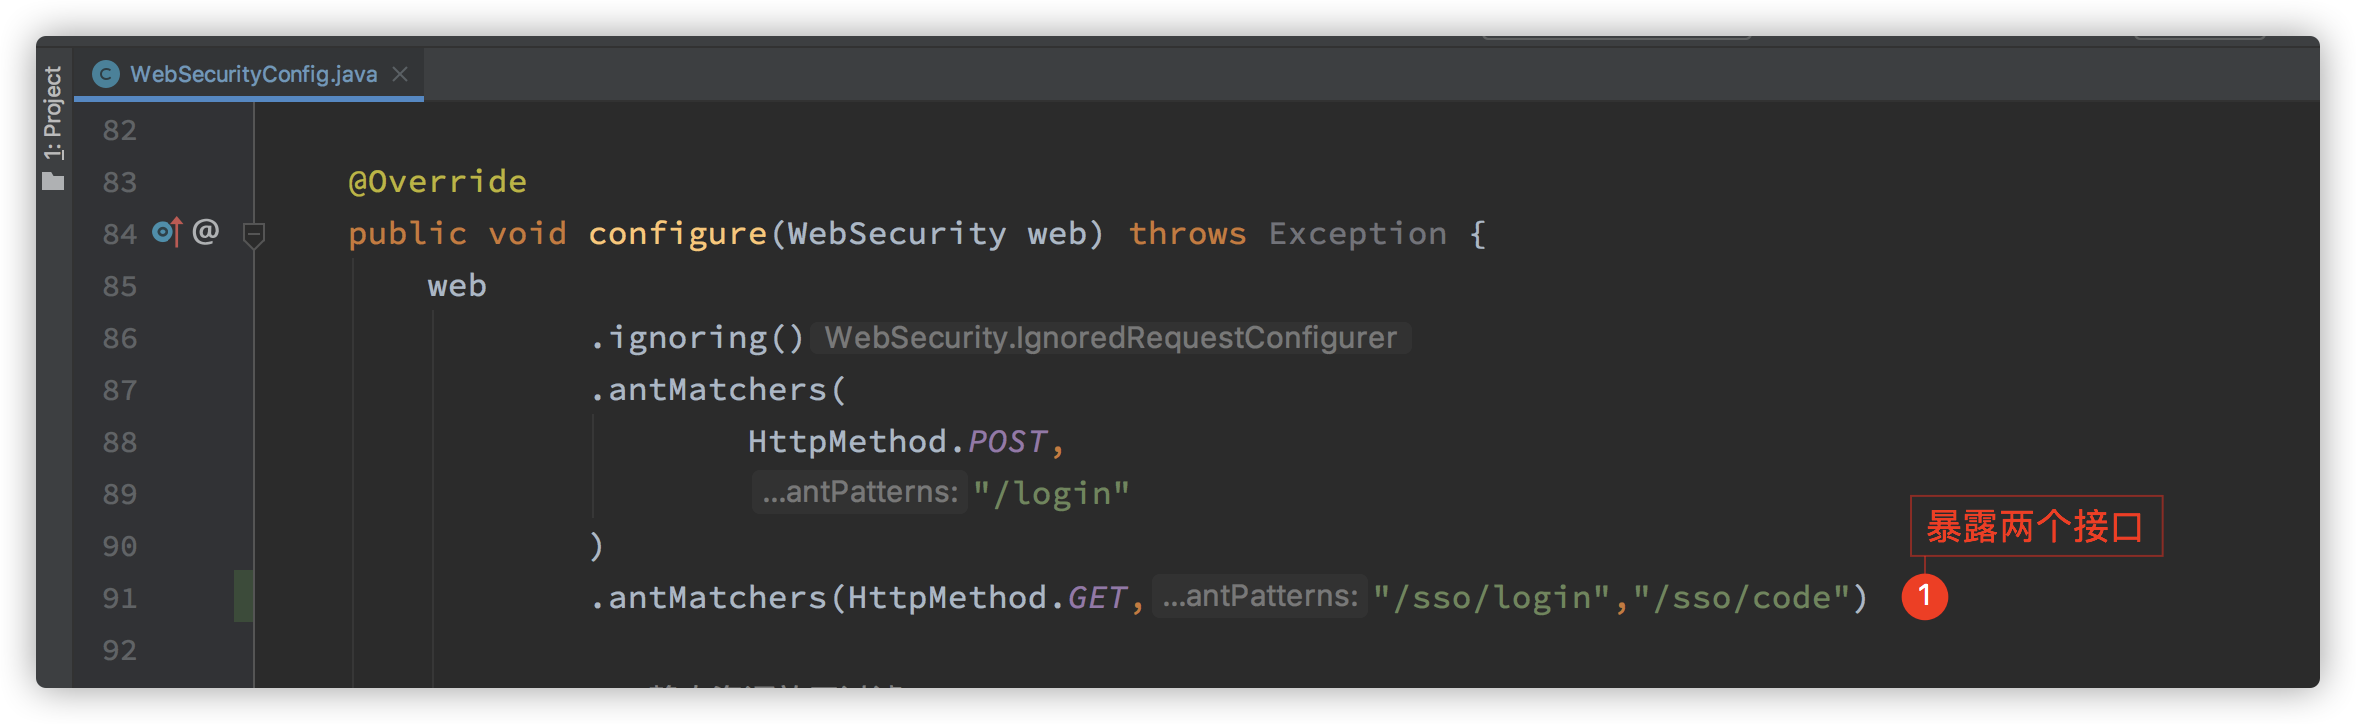 WebSecurityConfig.java
1: Project
82
83 @Override
84 @ public void configure(WebSecurity web) throws Exception {
85 web
86 .ignoring() WebSecurity.IgnoredRequestConfigurer
87 .antMatchers(
88 HttpMethod.POST,
89 ...antPatterns: "/login"
90 )
暴露两个接口
91 .antMatchers(HttpMethod.GET, ...antPatterns: "/sso/login","/sso/code") 1
92